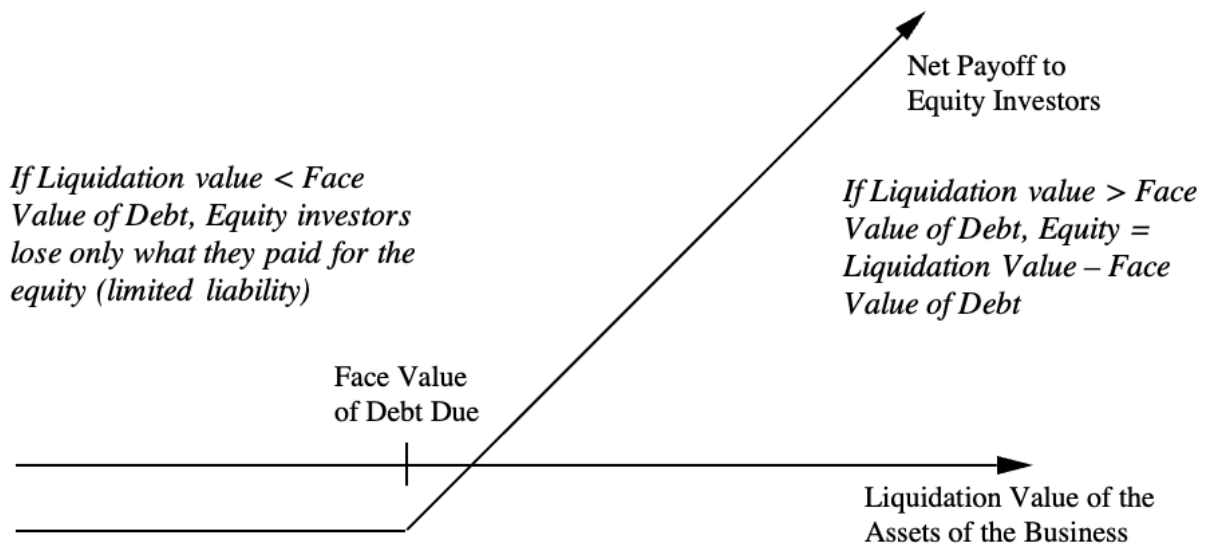 Net Payoff to
Equity Investors
If Liquidation value < Face
Value of Debt, Equity investors
lose only what they paid for the
equity (limited liability)
If Liquidation value > Face
Value of Debt, Equity =
Liquidation Value – Face
Value of Debt
Face Value
of Debt Due
Liquidation Value of the
Assets of the Business